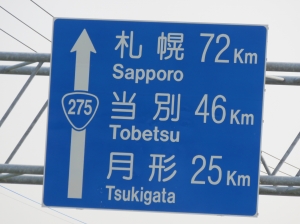 札幌 72Km
Sapporo
275
当別 46Km
Tobetsu
月形 25Km
Tsukigata